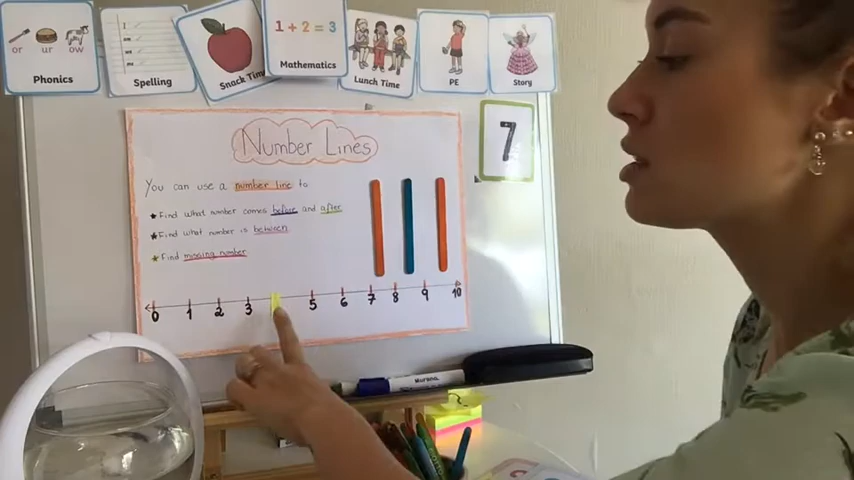 or ur ow
Phonics
Spelling
Snack Time
1 + 2 = 3
Mathematics
Lunch Time
PE
Story
7
Number Lines
You can use a number line to
★ Find what number comes before and after
★ Find what number is between
★ Find missing number
0 1 2 3 5 6 7 8 9 10